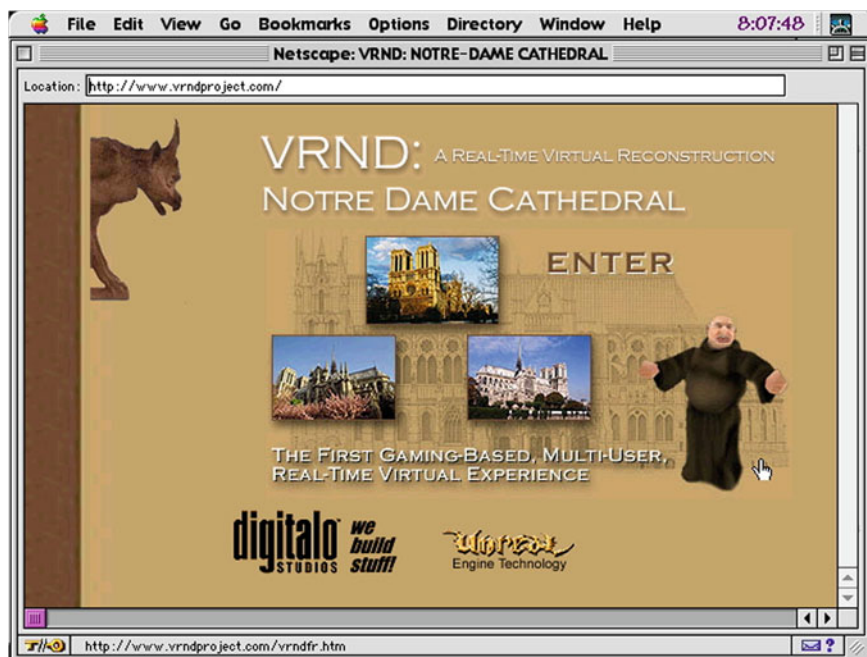 File Edit View Go Bookmarks Options Directory Window Help 8:07:48
Netscape: VRND: NOTRE-DAME CATHEDRAL
Location: http://www.vrndproject.com/
VRND: A REAL-TIME VIRTUAL RECONSTRUCTION
NOTRE DAME CATHEDRAL
ENTER
THE FIRST GAMING-BASED, MULTI-USER,
REAL-TIME VIRTUAL EXPERIENCE
digitalo STUDIOS we build stuff!
Unreal
Engine Technology
http://www.vrndproject.com/vrndfr.htm
?